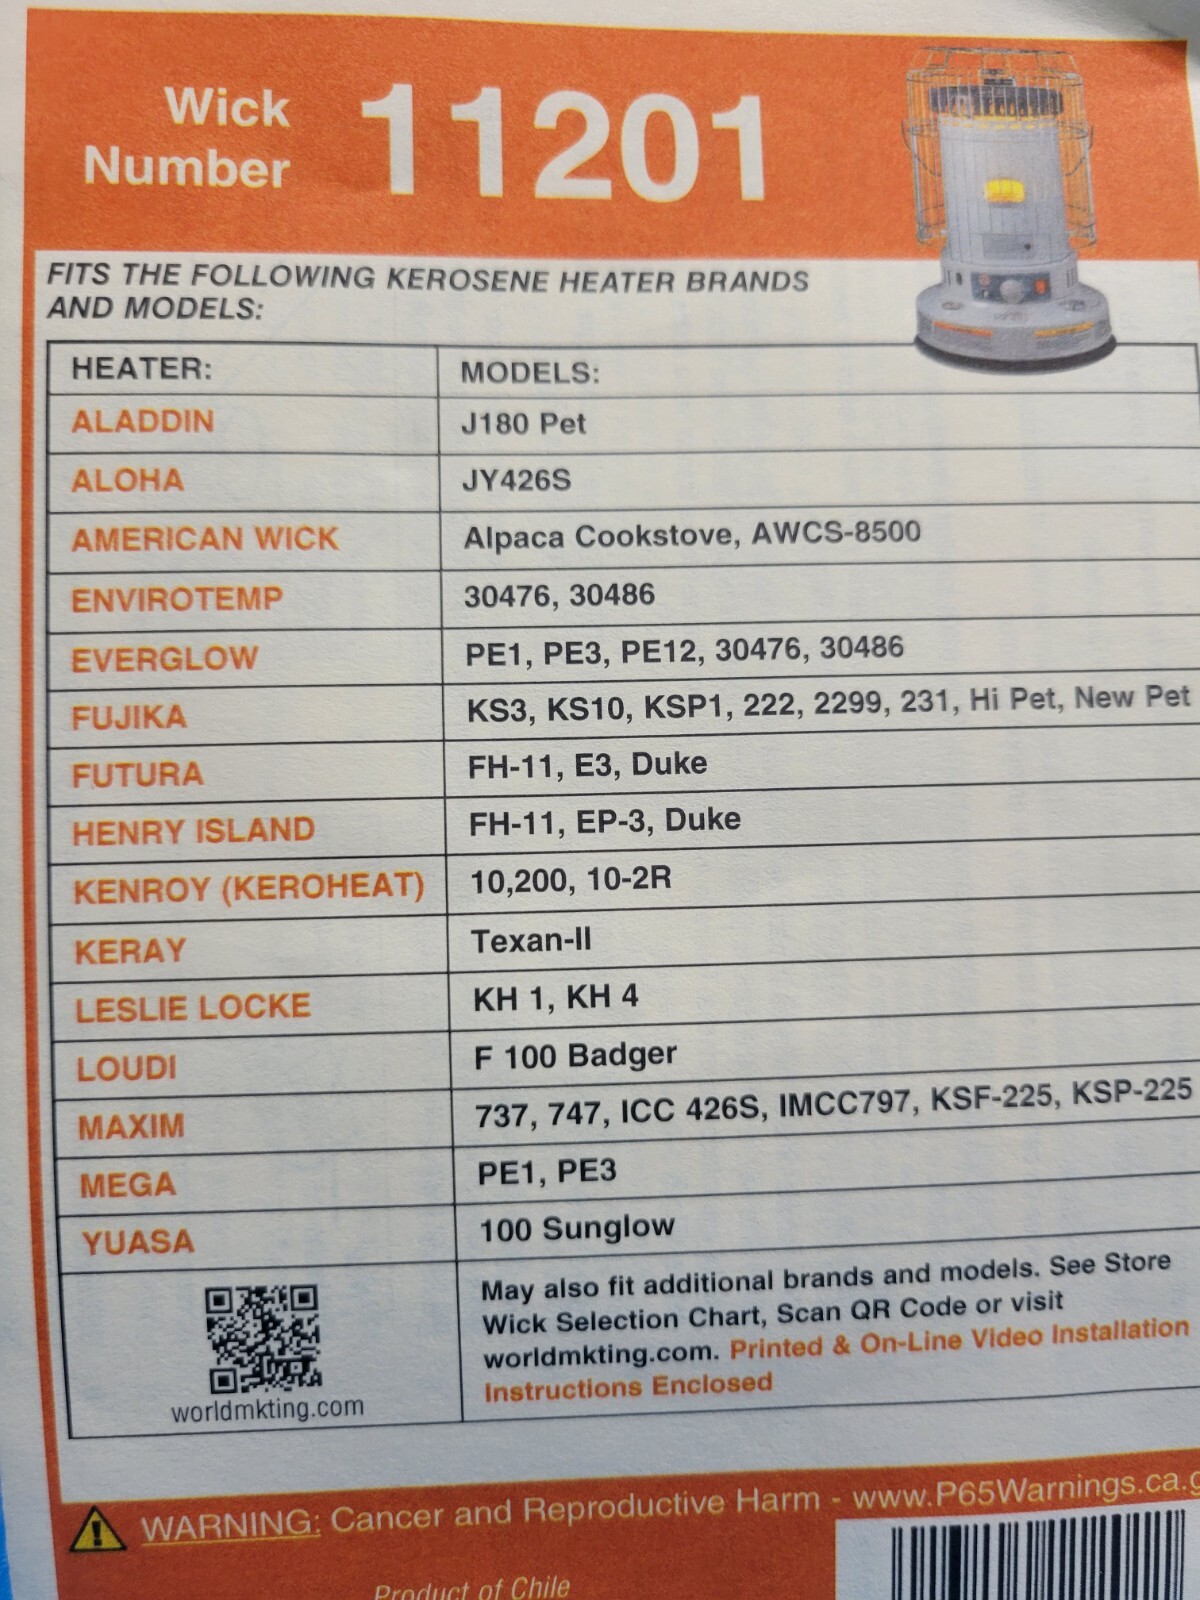 Wick
Number 11201
FITS THE FOLLOWING KEROSENE HEATER BRANDS
AND MODELS:
HEATER: MODELS:
ALADDIN J180 Pet
ALOHA JY426S
AMERICAN WICK Alpaca Cookstove, AWCS-8500
ENVIROTEMP 30476, 30486
EVERGLOW PE1, PE3, PE12, 30476, 30486
FUJIKA KS3, KS10, KSP1, 222, 2299, 231, Hi Pet, New Pet
FUTURA FH-11, E3, Duke
HENRY ISLAND FH-11, EP-3, Duke
KENROY (KEROHEAT) 10,200, 10-2R
KERAY Texan-II
LESLIE LOCKE KH 1, KH 4
LOUDI F 100 Badger
MAXIM 737, 747, ICC 426S, IMCC797, KSF-225, KSP-225
MEGA PE1, PE3
YUASA 100 Sunglow
worldmkting.com
May also fit additional brands and models. See Store
Wick Selection Chart, Scan QR Code or visit
worldmkting.com. Printed & On-Line Video Installation
Instructions Enclosed
WARNING: Cancer and Reproductive Harm - www.P65Warnings.ca.g
Product of Chile